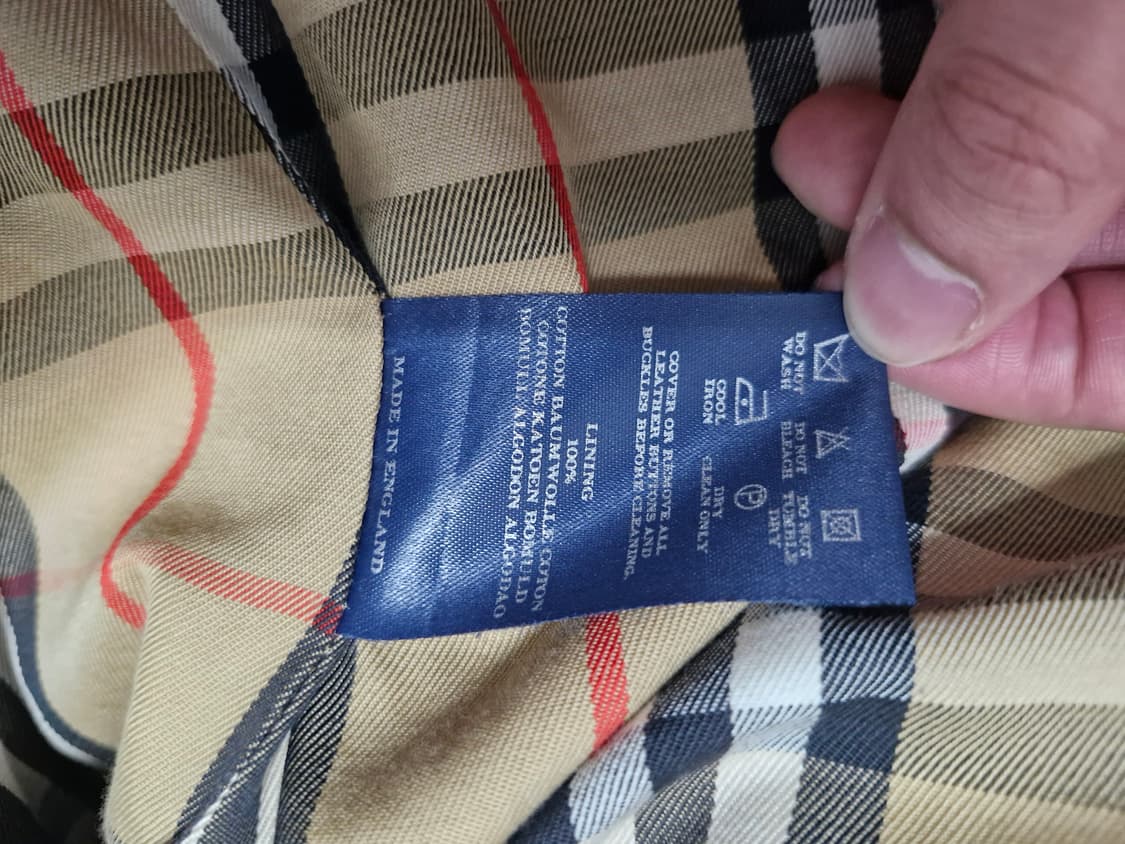 DO NOT
WASH
DO NOT
BLEACH
DO NOT
TUMBLE
DRY
COOL
IRON
P
DRY
CLEAN ONLY
COVER OR REMOVE ALL
LEATHER BUTTONS AND
BUCKLES BEFORE CLEANING.
LINING
100%
COTTON BAUMWOLLE COTON
COTONE KATOEN BOMULD
BOMULL ALGODON ALGODAO
MADE IN ENGLAND